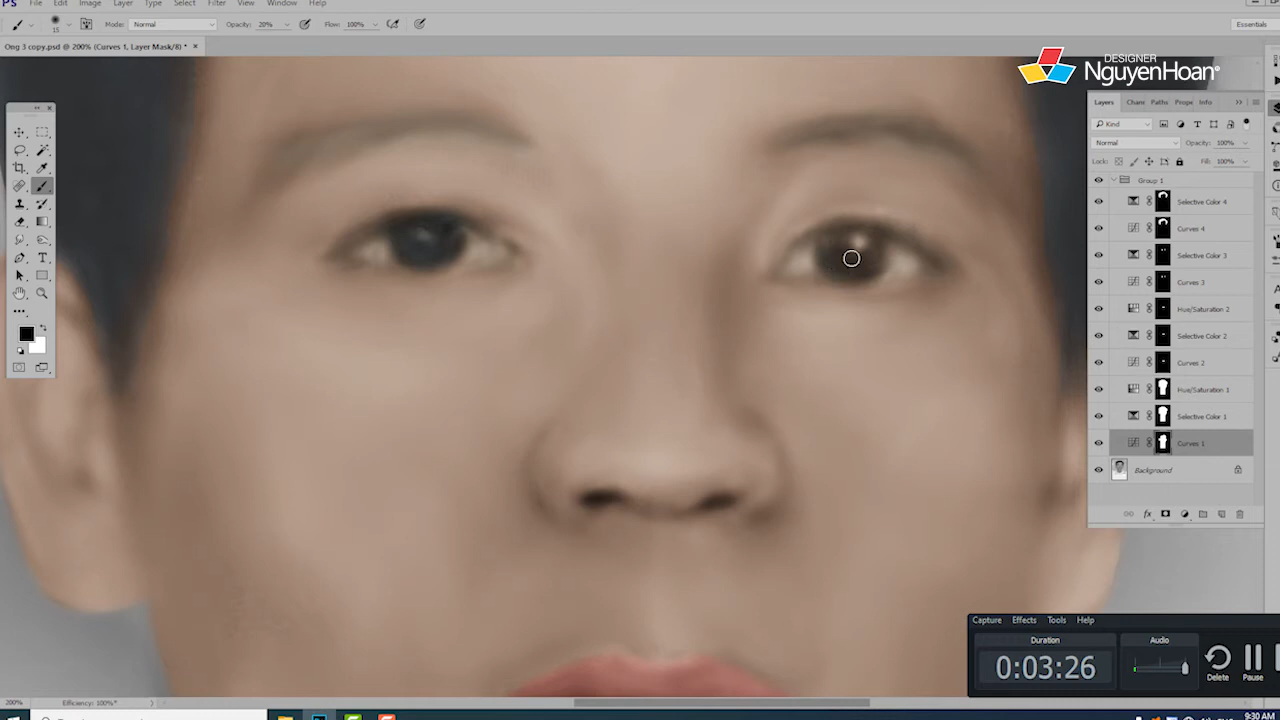 Ps File Edit Image Layer Type Select Filter View Window Help
15 Mode: Normal Opacity: 20% Flow: 100% Essentials
Ong 3 copy.psd @ 200% (Curves 1, Layer Mask/8) * ×
DESIGNER
NguyenHoan®
Layers Chann Paths Prope Info
Kind
Normal Opacity: 100%
Lock: Fill: 100%
Group 1
Selective Color 4
Curves 4
Selective Color 3
Curves 3
Hue/Saturation 2
Selective Color 2
Curves 2
Hue/Saturation 1
Selective Color 1
Curves 1
Background
fx
Capture Effects Tools Help
Duration Audio
0:03:26
Delete Pause
200% Efficiency: 100%*
9:30 AM